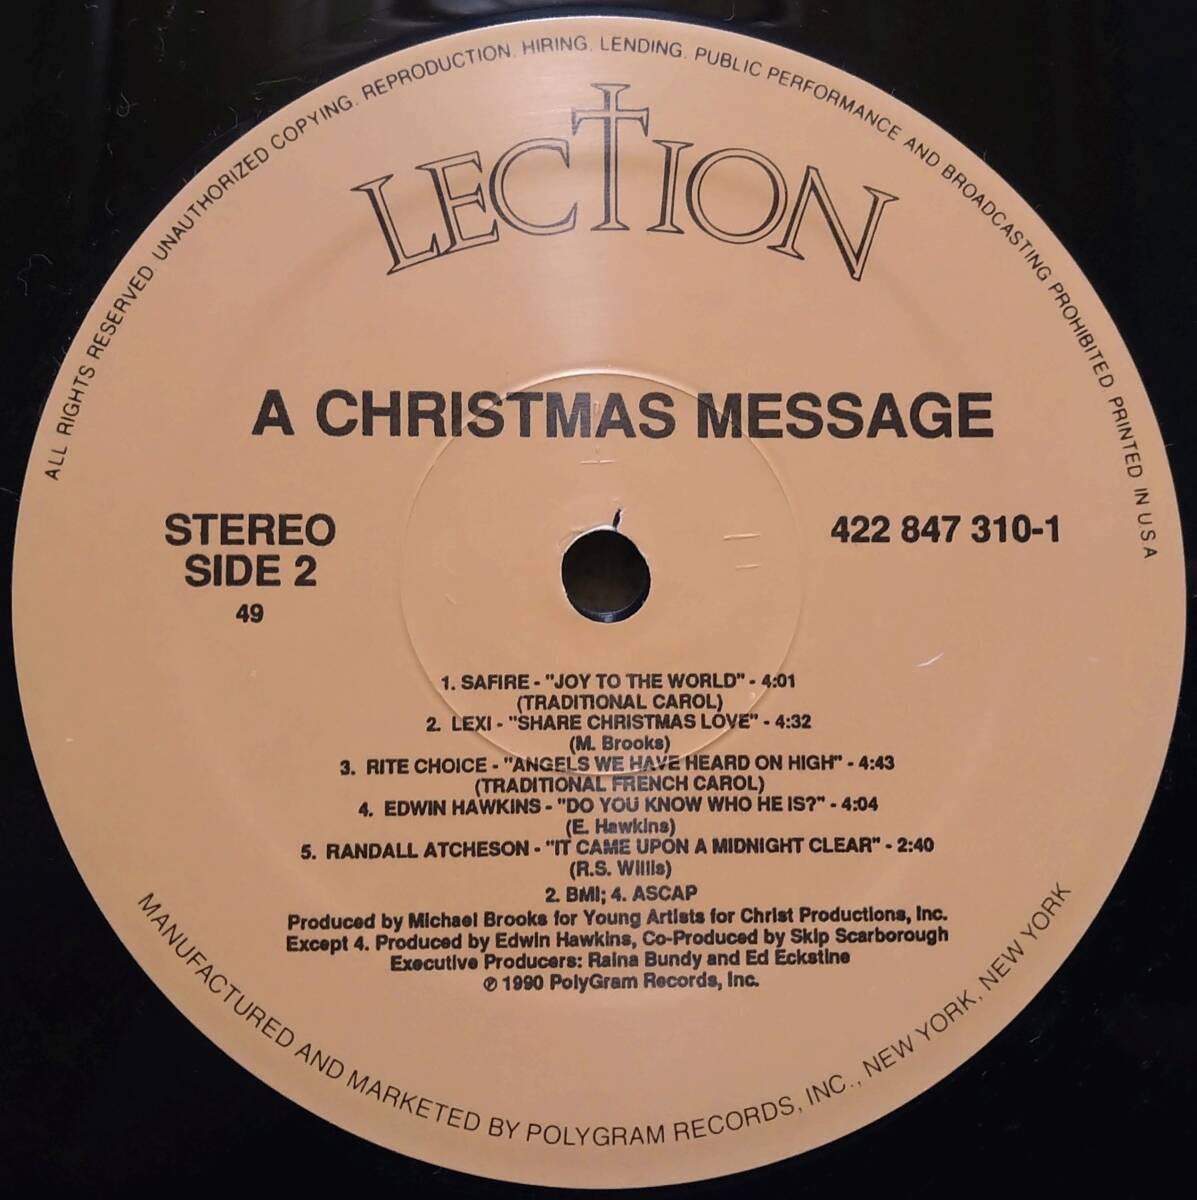 ALL RIGHTS RESERVED. UNAUTHORIZED COPYING. REPRODUCTION. HIRING. LENDING. PUBLIC PERFORMANCE AND BROADCASTING PROHIBITED PRINTED IN U.S.A
LECTION
A CHRISTMAS MESSAGE
STEREO
SIDE 2
49
422 847 310-1
1. SAFIRE - "JOY TO THE WORLD" - 4:01
(TRADITIONAL CAROL)
2. LEXI - "SHARE CHRISTMAS LOVE" - 4:32
(M. Brooks)
3. RITE CHOICE - "ANGELS WE HAVE HEARD ON HIGH" - 4:43
(TRADITIONAL FRENCH CAROL)
4. EDWIN HAWKINS - "DO YOU KNOW WHO HE IS?" - 4:04
(E. Hawkins)
5. RANDALL ATCHESON - "IT CAME UPON A MIDNIGHT CLEAR" - 2:40
(R.S. Willis)
2. BMI; 4. ASCAP
Produced by Michael Brooks for Young Artists for Christ Productions, Inc.
Except 4. Produced by Edwin Hawkins, Co-Produced by Skip Scarborough
Executive Producers: Raina Bundy and Ed Eckstine
℗ 1990 PolyGram Records, Inc.
MANUFACTURED AND MARKETED BY POLYGRAM RECORDS, INC., NEW YORK, NEW YORK